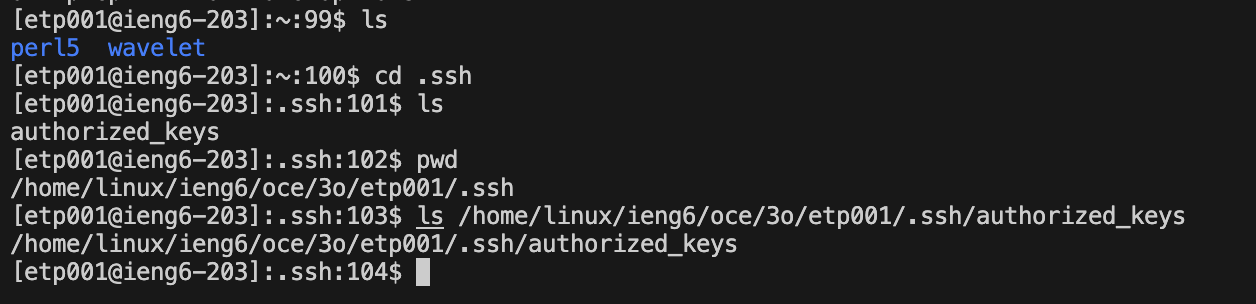 [etp001@ieng6-203]:~:99$ ls
perl5  wavelet
[etp001@ieng6-203]:~:100$ cd .ssh
[etp001@ieng6-203]:.ssh:101$ ls
authorized_keys
[etp001@ieng6-203]:.ssh:102$ pwd
/home/linux/ieng6/oce/3o/etp001/.ssh
[etp001@ieng6-203]:.ssh:103$ ls /home/linux/ieng6/oce/3o/etp001/.ssh/authorized_keys
/home/linux/ieng6/oce/3o/etp001/.ssh/authorized_keys
[etp001@ieng6-203]:.ssh:104$